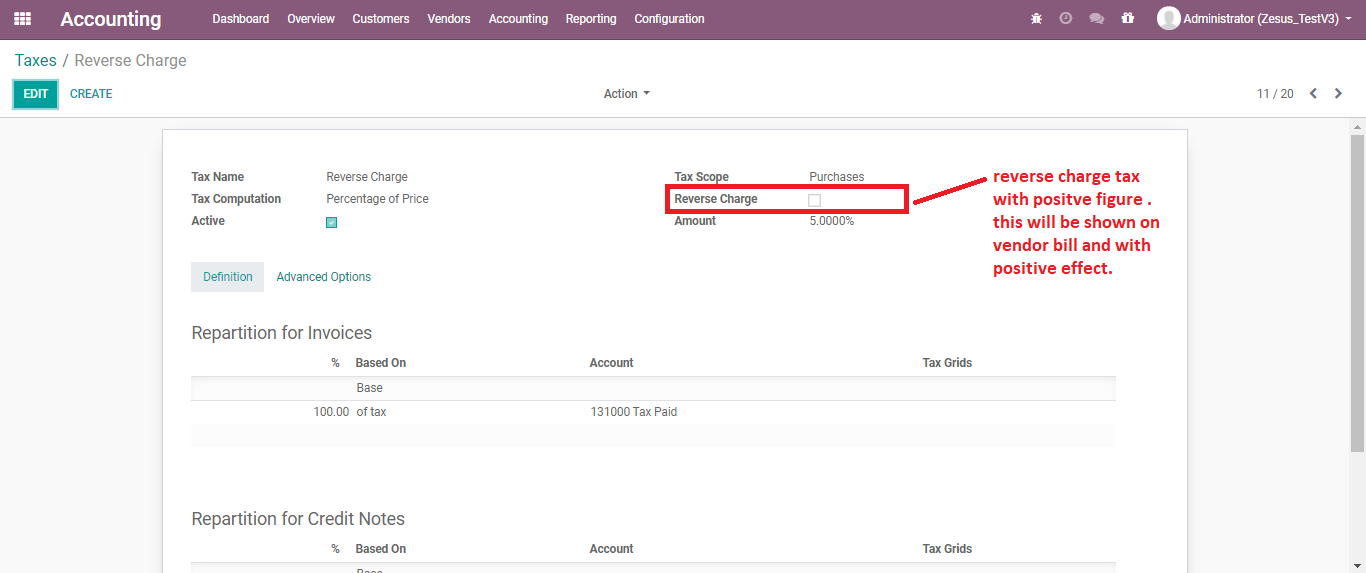 Accounting Dashboard Overview Customers Vendors Accounting Reporting Configuration Administrator (Zesus_TestV3)
Taxes / Reverse Charge
EDIT CREATE Action 11 / 20
Tax Name Reverse Charge Tax Scope Purchases
Tax Computation Percentage of Price Reverse Charge
Active Amount 5.0000%
reverse charge tax
with positve figure .
this will be shown on
vendor bill and with
positive effect.
Definition Advanced Options
Repartition for Invoices
% Based On Account Tax Grids
Base
100.00 of tax 131000 Tax Paid
Repartition for Credit Notes
% Based On Account Tax Grids
Base